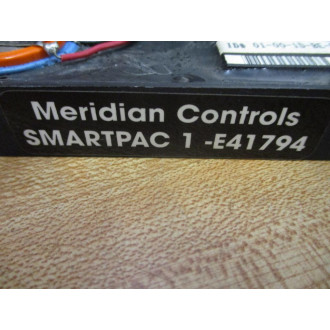 Meridian Controls
SMARTPAC 1 -E41794